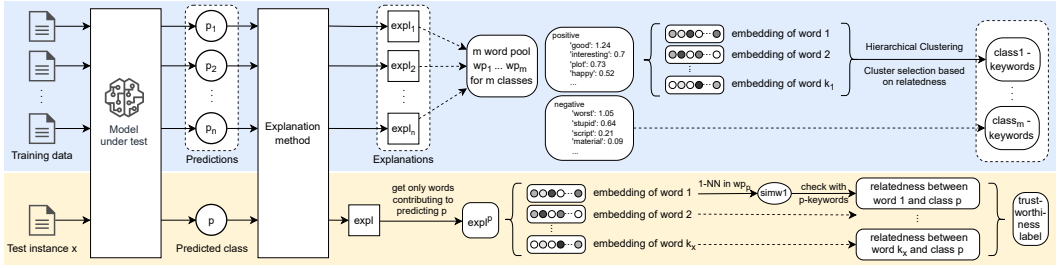 Training data
Model
under test
p1
p2
pn
Predictions
Explanation
method
expl1
expl2
expln
Explanations
m word pool
wp1 ... wpm
for m classes
positive
'good': 1.24
'interesting': 0.7
'plot': 0.73
'happy': 0.52
...
negative
'worst': 1.05
'stupid': 0.64
'script': 0.21
'material': 0.09
...
embedding of word 1
embedding of word 2
embedding of word k1
Hierarchical Clustering
Cluster selection based
on relatedness
class1 -
keywords
classm -
keywords
Test instance x
p
Predicted class
expl
get only words
contributing to
predicting p
explp
embedding of word 1
embedding of word 2
embedding of word kx
1-NN in wpp
simw1
check with
p-keywords
relatedness between
word 1 and class p
relatedness between
word kx and class p
trust-
worthi-
ness
label